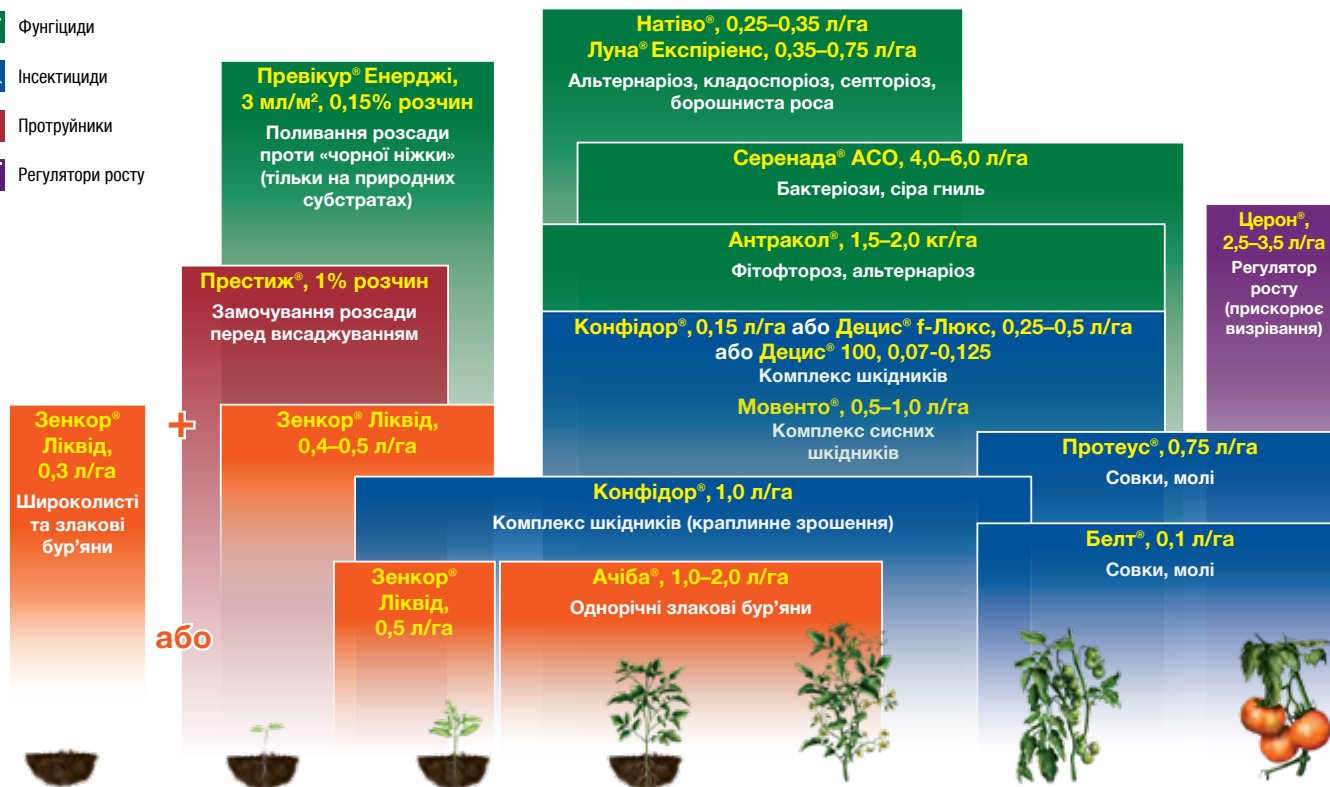 Фунгіциди
Інсектициди
Протруйники
Регулятори росту
Превікур® Енерджі,
3 мл/м², 0,15% розчин
Поливання розсади
проти «чорної ніжки»
(тільки на природних
субстратах)
Натіво®, 0,25–0,35 л/га
Луна® Експіріенс, 0,35–0,75 л/га
Альтернаріоз, кладоспоріоз, септоріоз,
борошниста роса
Серенада® АСО, 4,0–6,0 л/га
Бактеріози, сіра гниль
Антракол®, 1,5–2,0 кг/га
Фітофтороз, альтернаріоз
Церон®,
2,5–3,5 л/га
Регулятор
росту
(прискорює
визрівання)
Престиж®, 1% розчин
Замочування розсади
перед висаджуванням
Конфідор®, 0,15 л/га або Децис® f-Люкс, 0,25–0,5 л/га
або Децис® 100, 0,07-0,125
Комплекс шкідників
Мовенто®, 0,5–1,0 л/га
Комплекс сисних
шкідників
Зенкор®
Ліквід,
0,3 л/га
Широколисті
та злакові
бур’яни
+
або
Зенкор® Ліквід,
0,4–0,5 л/га
Протеус®, 0,75 л/га
Совки, молі
Конфідор®, 1,0 л/га
Комплекс шкідників (краплинне зрошення)
Белт®, 0,1 л/га
Совки, молі
Зенкор®
Ліквід,
0,5 л/га
Ачіба®, 1,0–2,0 л/га
Однорічні злакові бур’яни